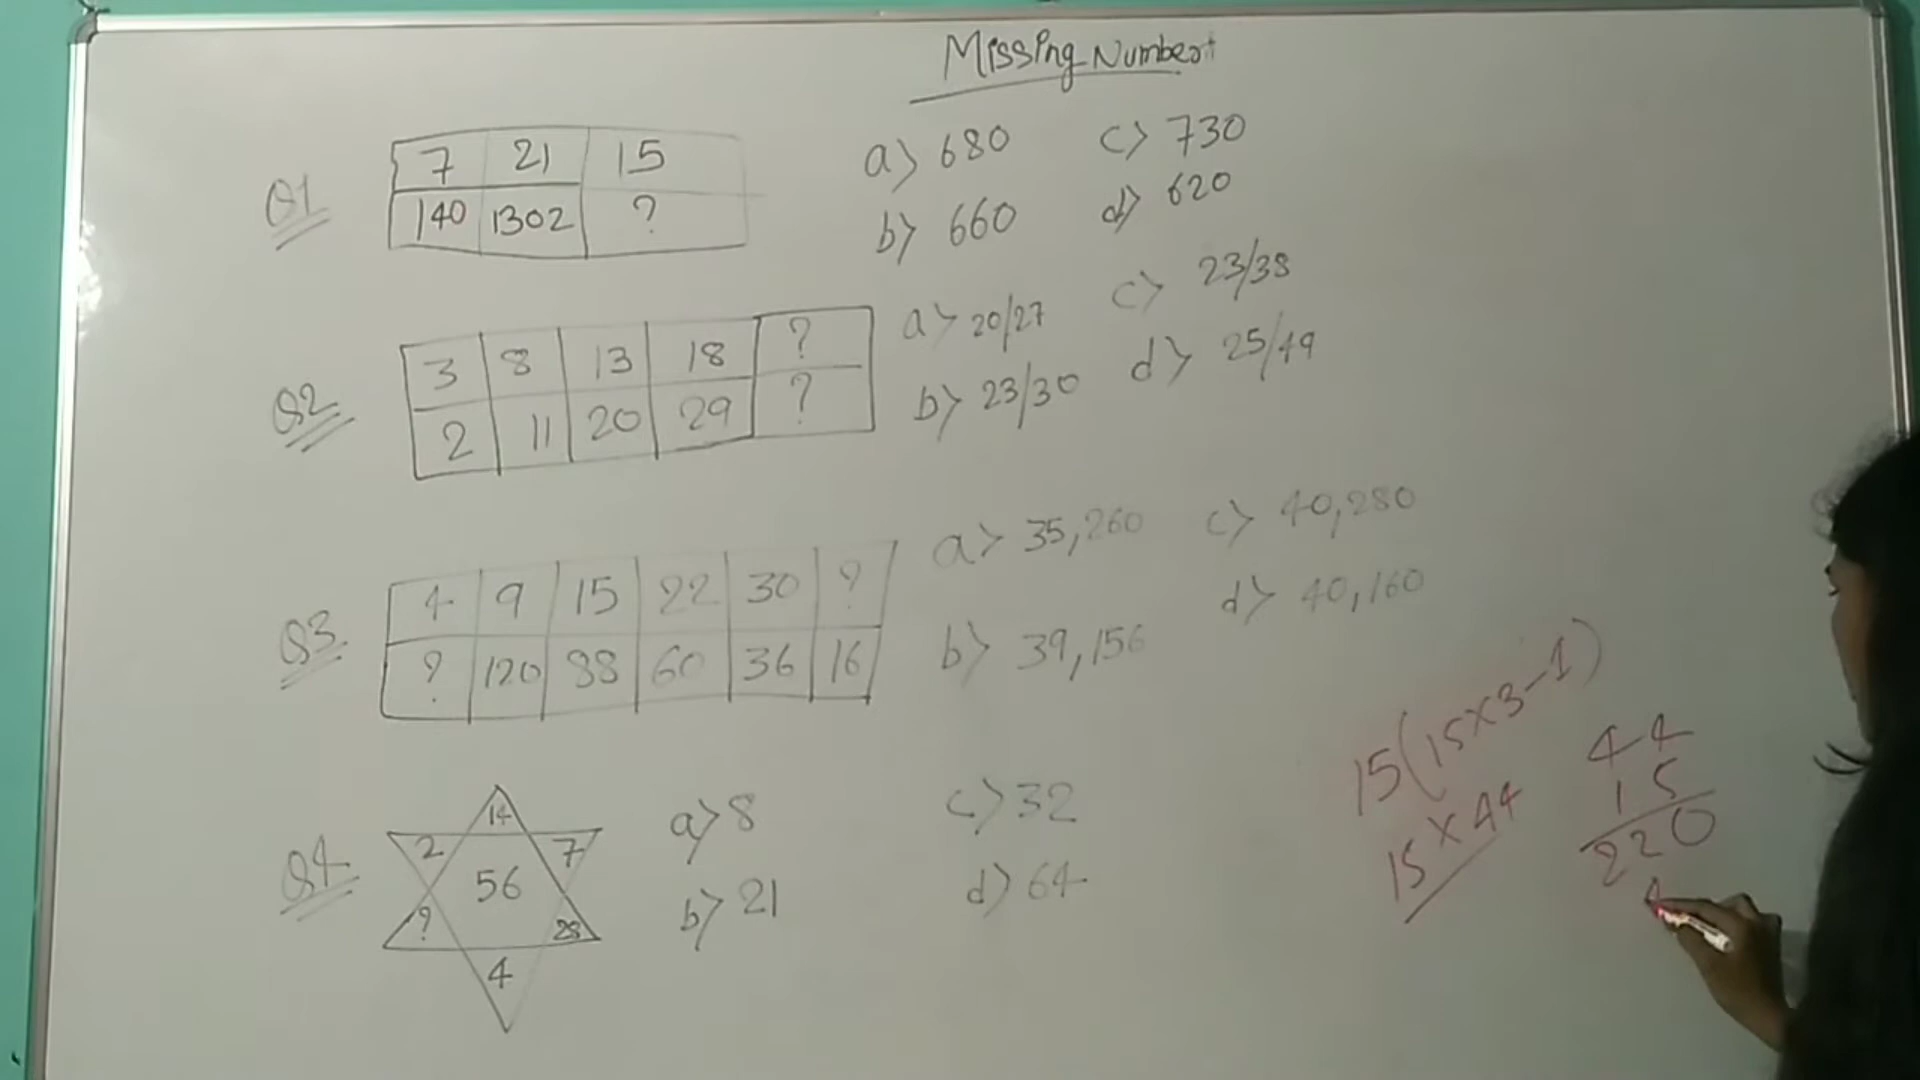 Missing Number
Q1
7 21 15
140 1302 ?
a) 680 c) 730
b) 660 d) 620
Q2
3 8 13 18 ?
2 11 20 29 ?
a) 20/27 c) 23/38
b) 23/30 d) 25/49
Q3
4 9 15 22 30 ?
? 120 88 60 36 16
a) 35,260 c) 40,280
b) 39,156 d) 40,160
Q4
14
2 7
56
? 28
4
a) 8 c) 32
b) 21 d) 64
15(15×3-1)
15×44
44
15
220